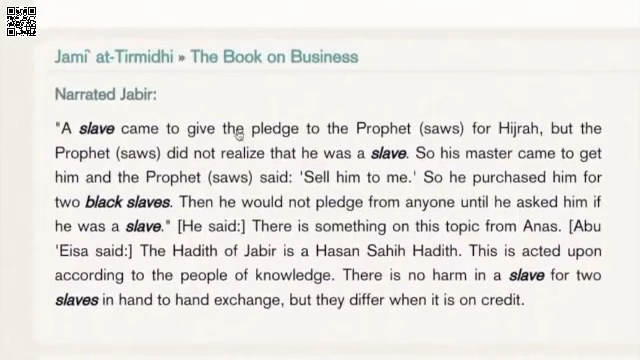 Jami` at-Tirmidhi » The Book on Business
Narrated Jabir:
"A slave came to give the pledge to the Prophet (saws) for Hijrah, but the
Prophet (saws) did not realize that he was a slave. So his master came to get
him and the Prophet (saws) said: 'Sell him to me.' So he purchased him for
two black slaves. Then he would not pledge from anyone until he asked him if
he was a slave." [He said:] There is something on this topic from Anas. [Abu
'Eisa said:] The Hadith of Jabir is a Hasan Sahih Hadith. This is acted upon
according to the people of knowledge. There is no harm in a slave for two
slaves in hand to hand exchange, but they differ when it is on credit.